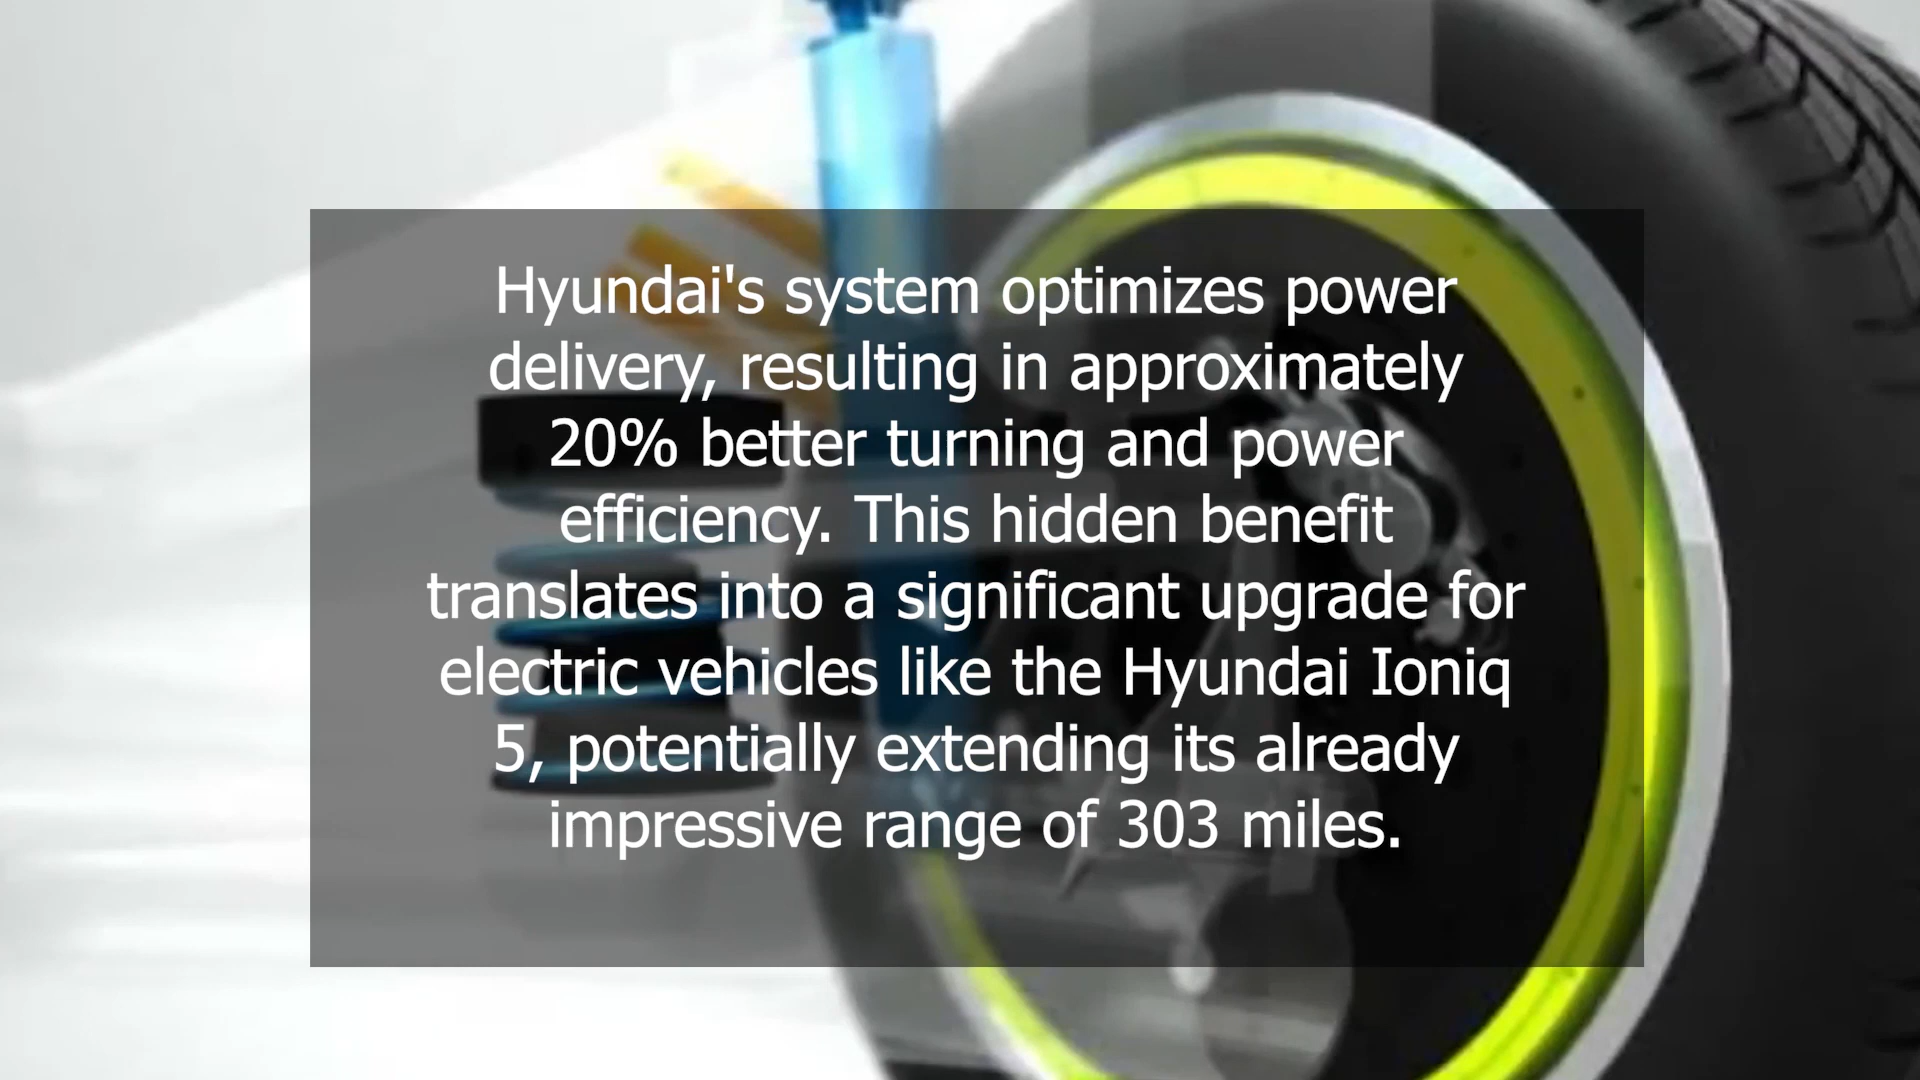 Hyundai's system optimizes power
delivery, resulting in approximately
20% better turning and power
efficiency. This hidden benefit
translates into a significant upgrade for
electric vehicles like the Hyundai Ioniq
5, potentially extending its already
impressive range of 303 miles.